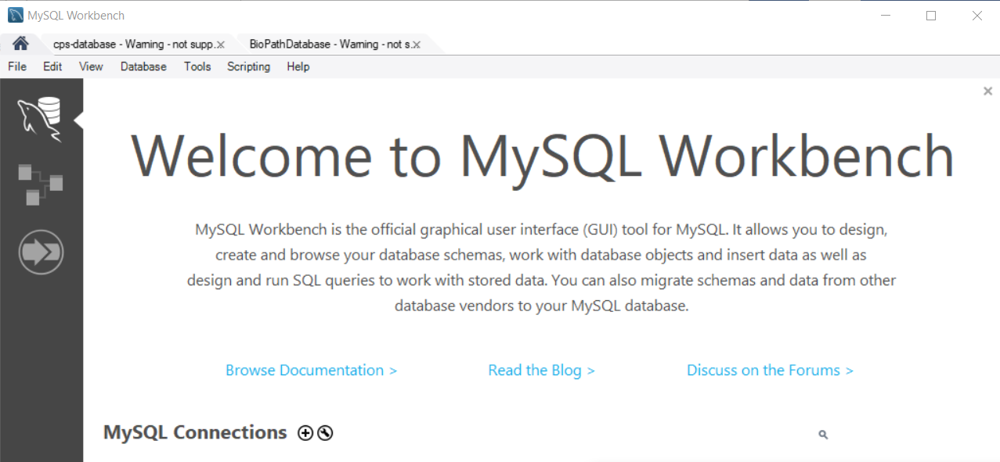 MySQL Workbench
cps-database - Warning - not supp.
BioPathDatabase - Warning - not s.
File Edit View Database Tools Scripting Help
Welcome to MySQL Workbench
MySQL Workbench is the official graphical user interface (GUI) tool for MySQL. It allows you to design,
create and browse your database schemas, work with database objects and insert data as well as
design and run SQL queries to work with stored data. You can also migrate schemas and data from other
database vendors to your MySQL database.
Browse Documentation >
Read the Blog >
Discuss on the Forums >
MySQL Connections